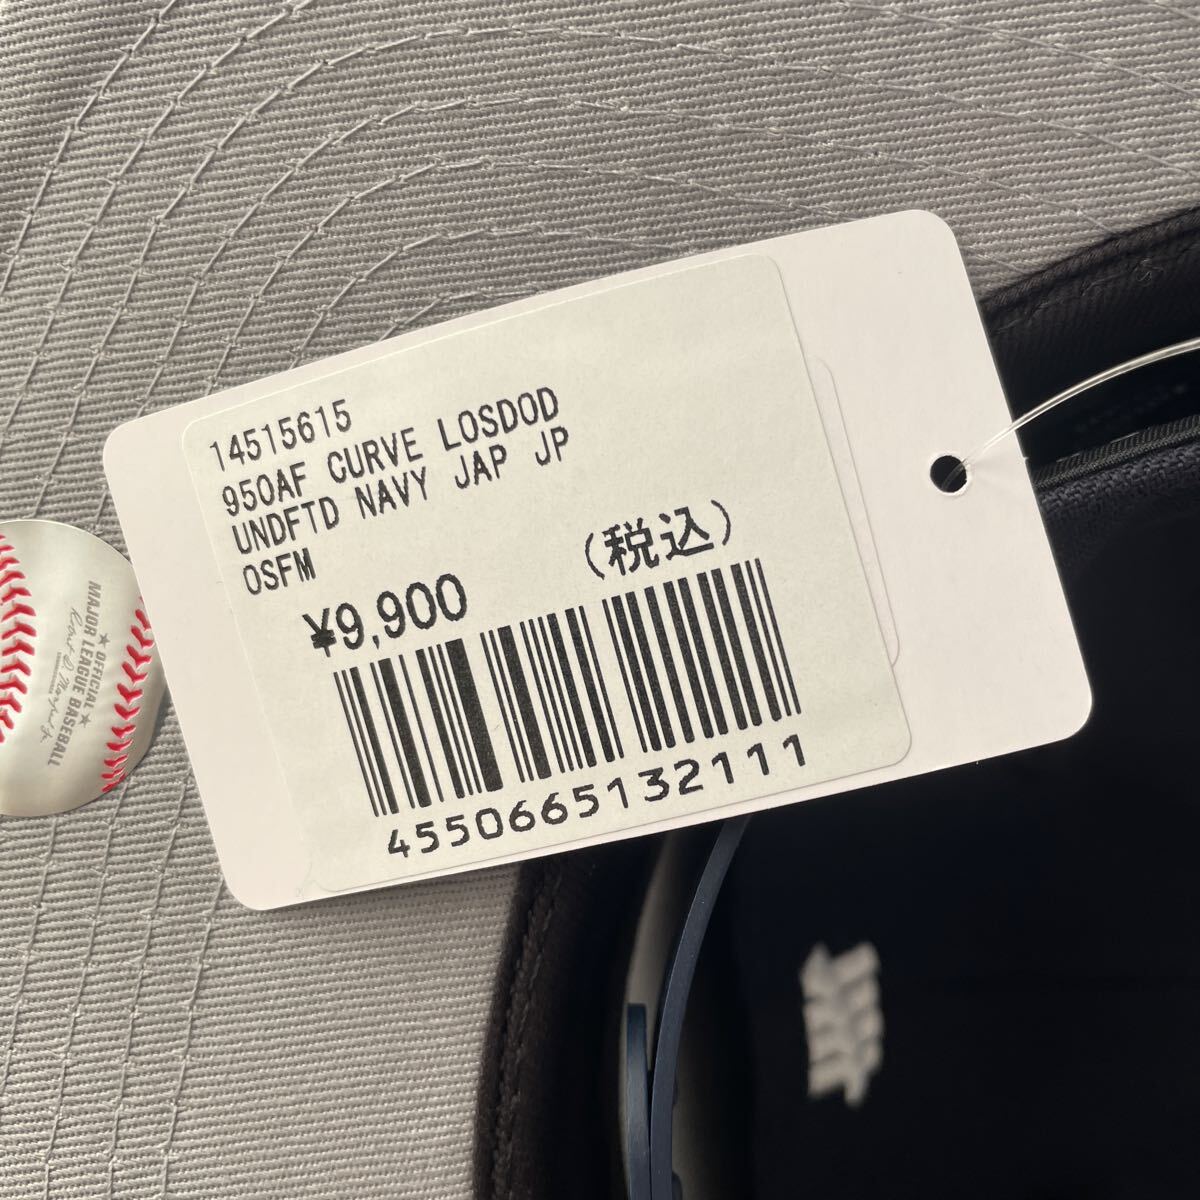 14515615
950AF CURVE LOSDOD
UNDFTD NAVY JAP JP
OSFM
¥9,900 (税込)
4550665132111
OFFICIAL
MAJOR LEAGUE BASEBALL